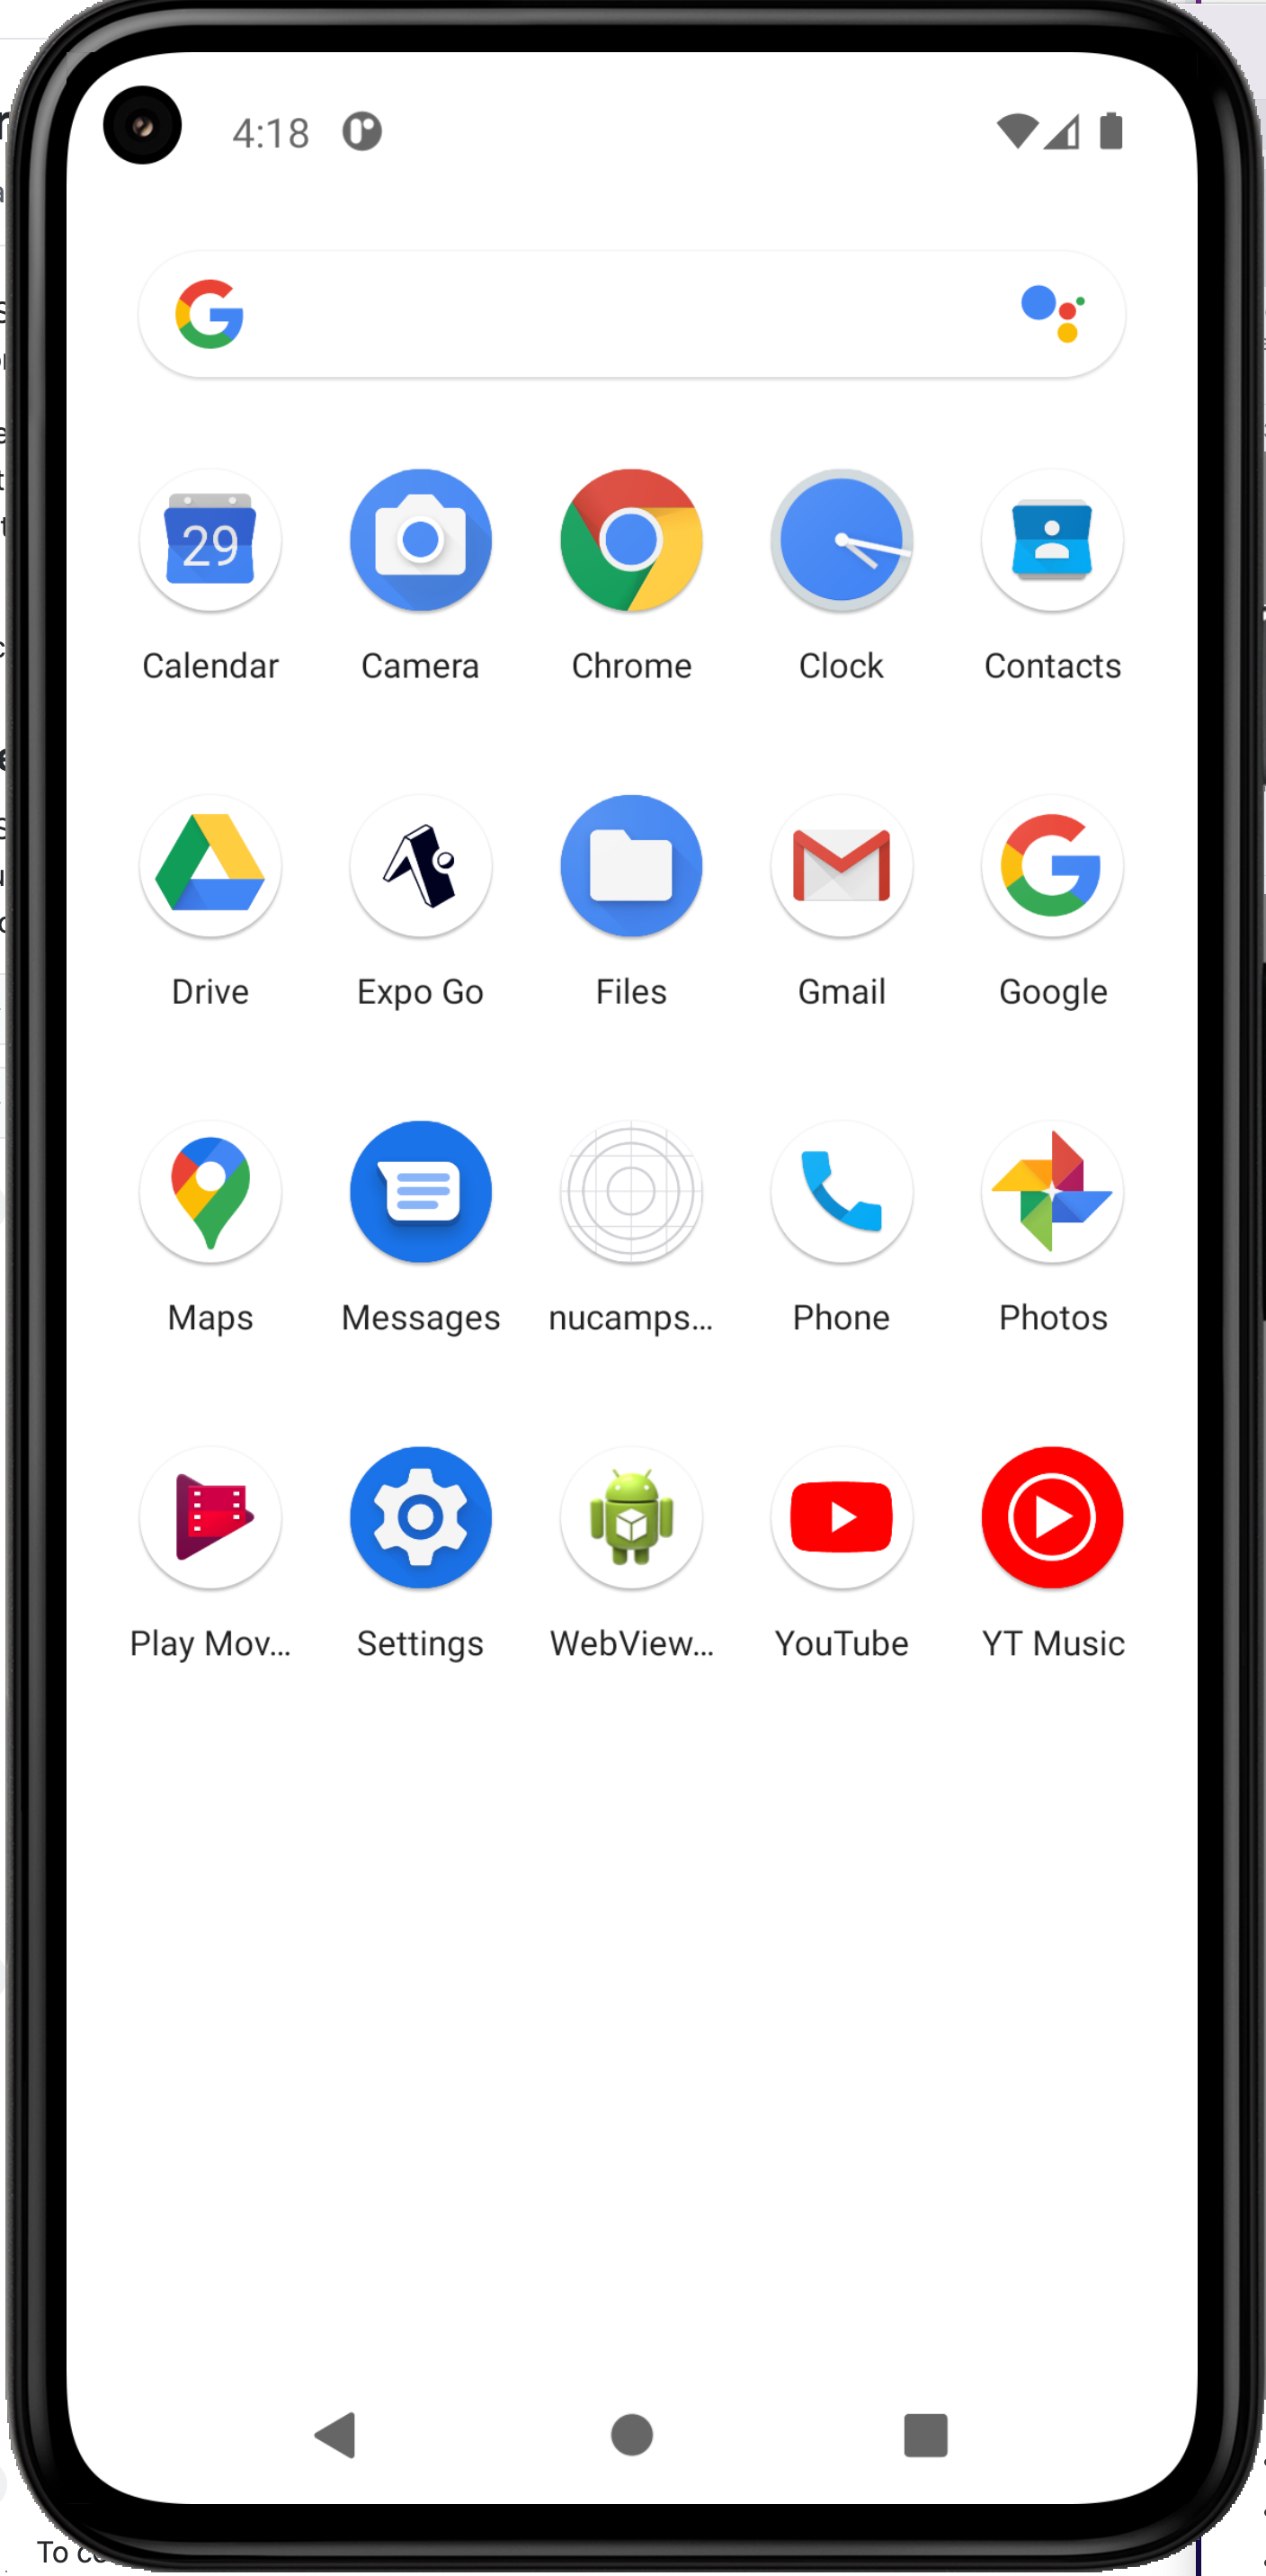 4:18
29
Calendar Camera Chrome Clock Contacts
Drive Expo Go Files Gmail Google
Maps Messages nucamps... Phone Photos
Play Mov... Settings WebView... YouTube YT Music
To